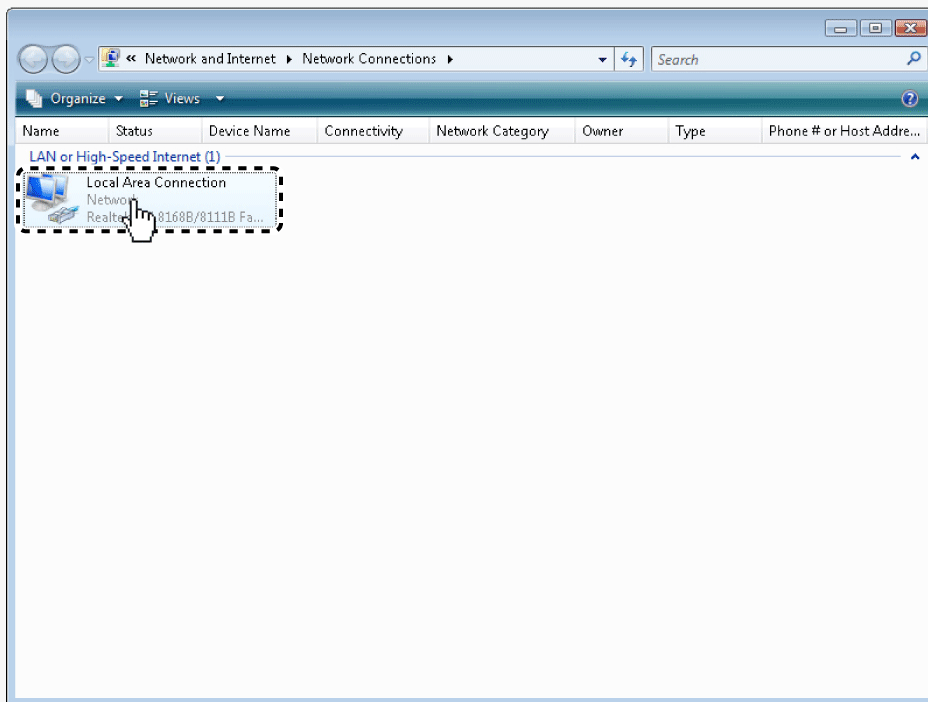 « Network and Internet Network Connections Search
Organize Views ?
Name Status Device Name Connectivity Network Category Owner Type Phone # or Host Addre...
LAN or High-Speed Internet (1)
Local Area Connection
Network
8168B/8111B Fa...